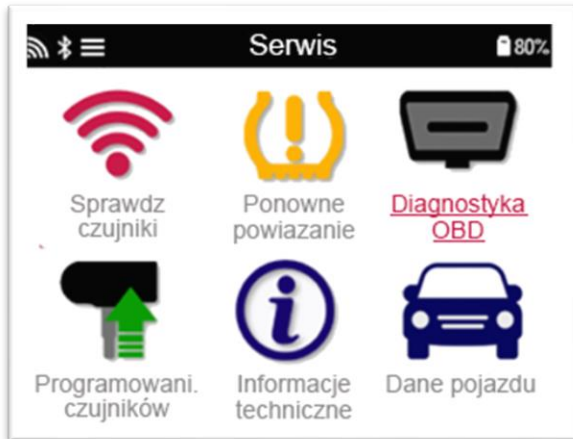 Serwis
80%
Sprawdz
czujniki
Ponowne
powiazanie
Diagnostyka
OBD
Programowani.
czujników
Informacje
techniczne
Dane pojazdu